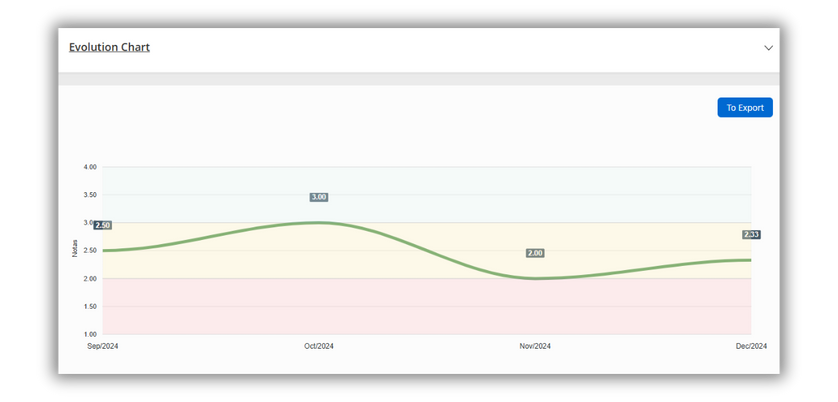 Evolution Chart
To Export
4.00
3.50
3.00
3.0
2.50
2.33
2.50
2.00
2.00
1.50
1.00
Notas
Sep/2024
Oct/2024
Nov/2024
Dec/2024